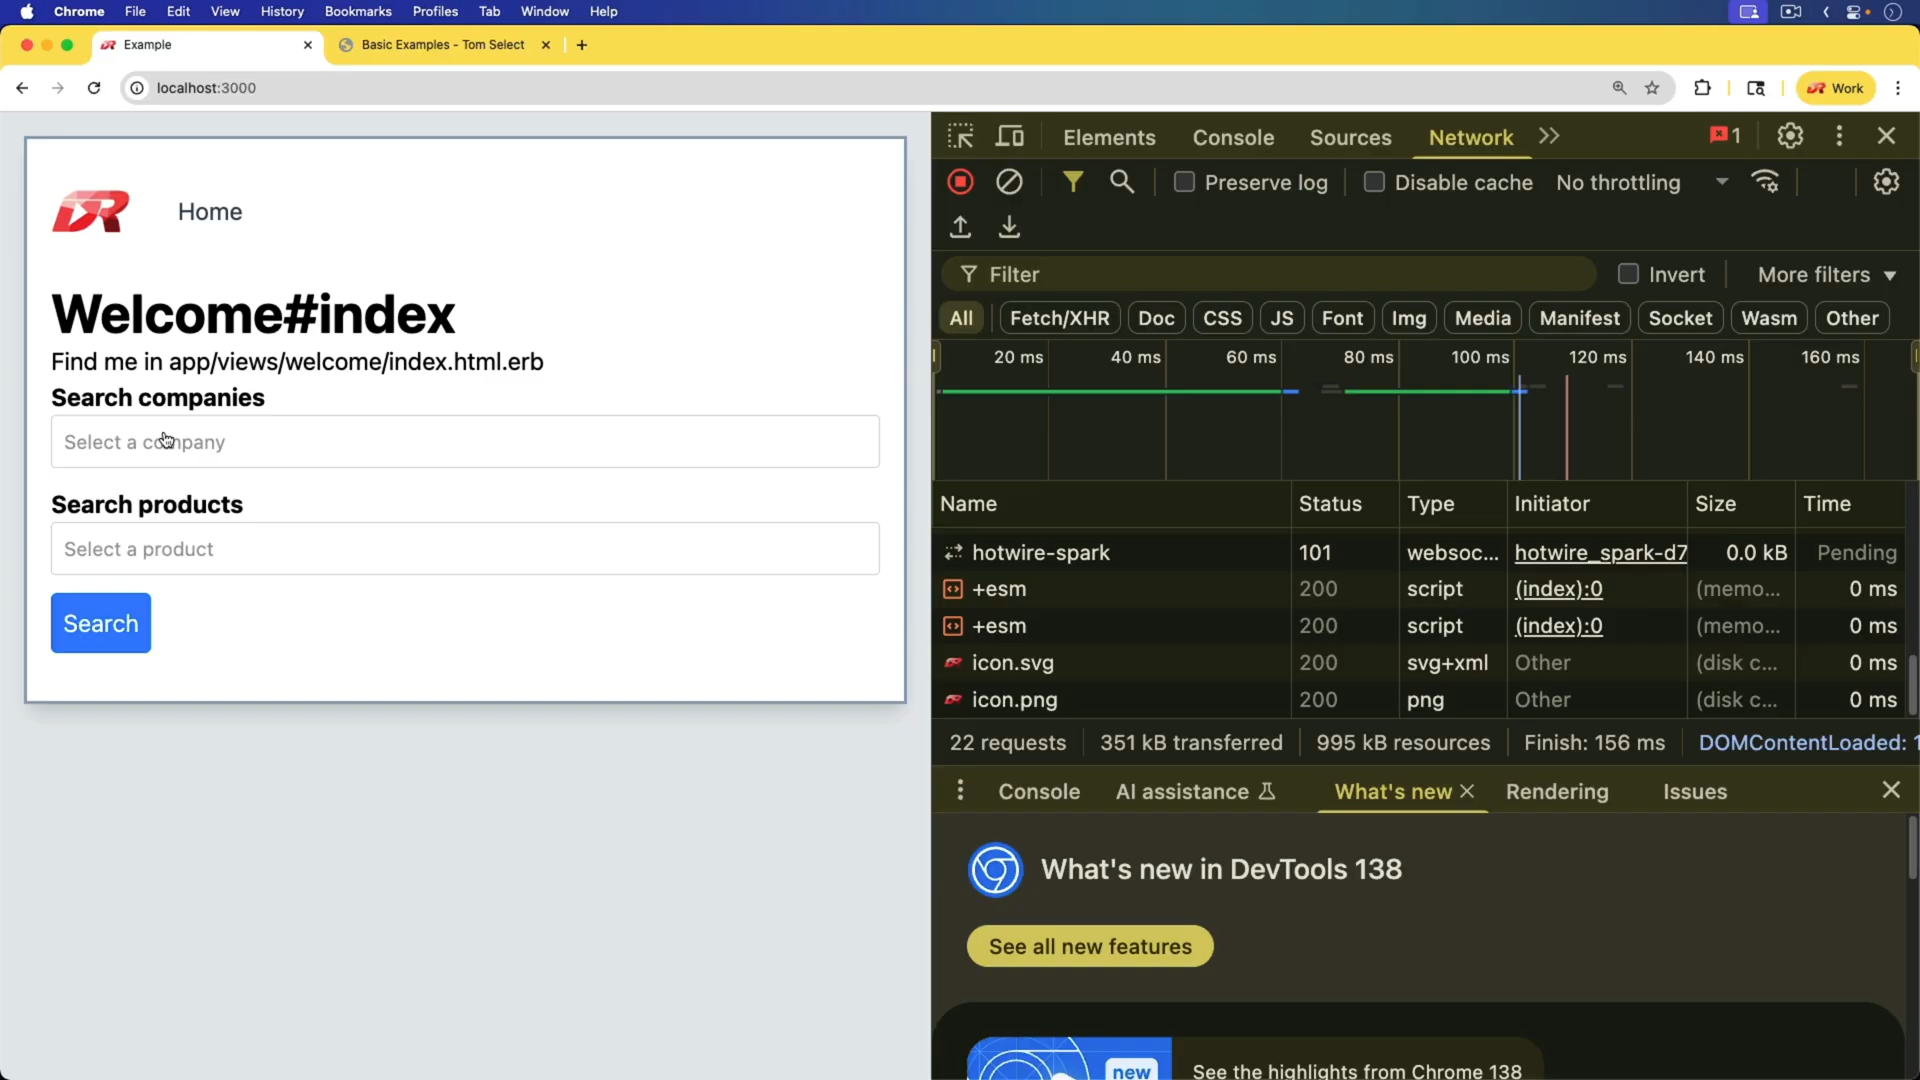 Chrome File Edit View History Bookmarks Profiles Tab Window Help
Example
Basic Examples - Tom Select
localhost:3000
Work
Home
Welcome#index
Find me in app/views/welcome/index.html.erb
Search companies
Select a company
Search products
Select a product
Search
Elements Console Sources Network 1
Preserve log Disable cache No throttling
Filter Invert More filters
All Fetch/XHR Doc CSS JS Font Img Media Manifest Socket Wasm Other
20 ms 40 ms 60 ms 80 ms 100 ms 120 ms 140 ms 160 ms
Name Status Type Initiator Size Time
hotwire-spark 101 websoc... hotwire_spark-d7 0.0 kB Pending
+esm 200 script (index):0 (memo... 0 ms
+esm 200 script (index):0 (memo... 0 ms
icon.svg 200 svg+xml Other (disk c... 0 ms
icon.png 200 png Other (disk c... 0 ms
22 requests 351 kB transferred 995 kB resources Finish: 156 ms DOMContentLoaded: 1
Console AI assistance What's new Rendering Issues
What's new in DevTools 138
See all new features
new
See the highlights from Chrome 138